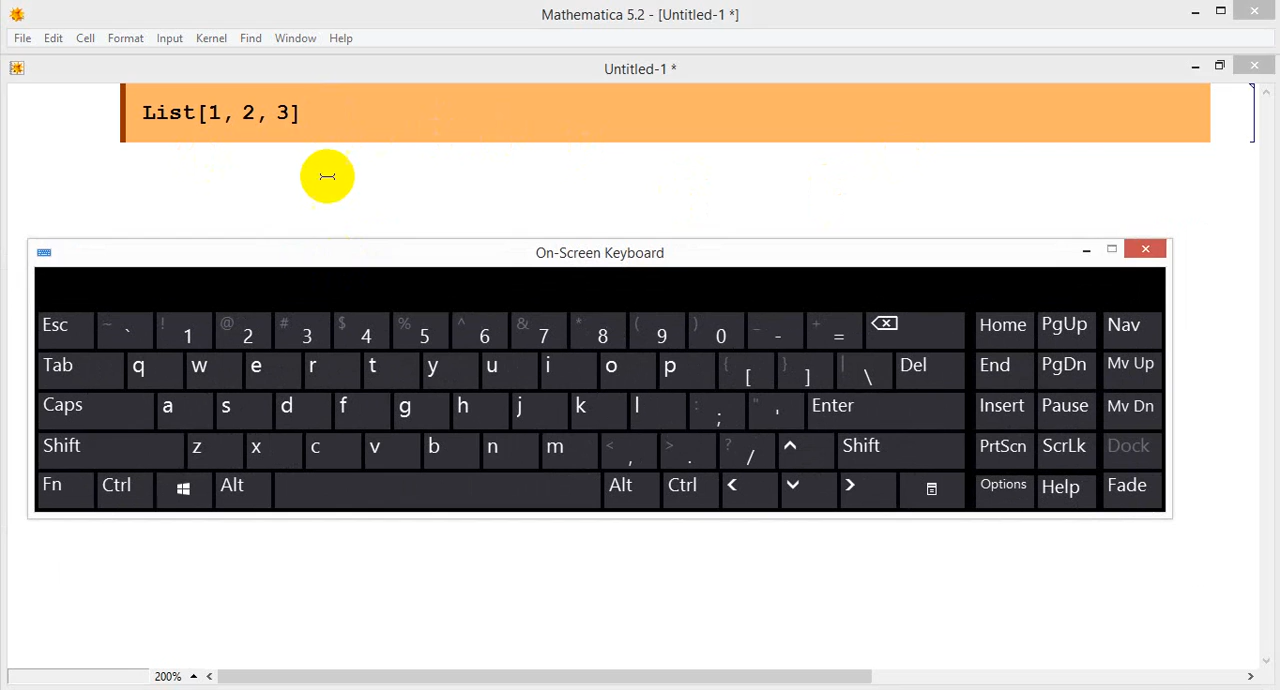 Mathematica 5.2 - [Untitled-1 *]
File Edit Cell Format Input Kernel Find Window Help
Untitled-1 *
List[1, 2, 3]
On-Screen Keyboard
Esc ~ ` ! 1 @ 2 # 3 $ 4 % 5 ^ 6 & 7 * 8 ( 9 ) 0 _ - + = Home PgUp Nav
Tab q w e r t y u i o p { [ } ] | \ Del End PgDn Mv Up
Caps a s d f g h j k l : ; " ' Enter Insert Pause Mv Dn
Shift z x c v b n m < , > . ? / ^ Shift PrtScn ScrLk Dock
Fn Ctrl Alt Alt Ctrl Options Help Fade
200%